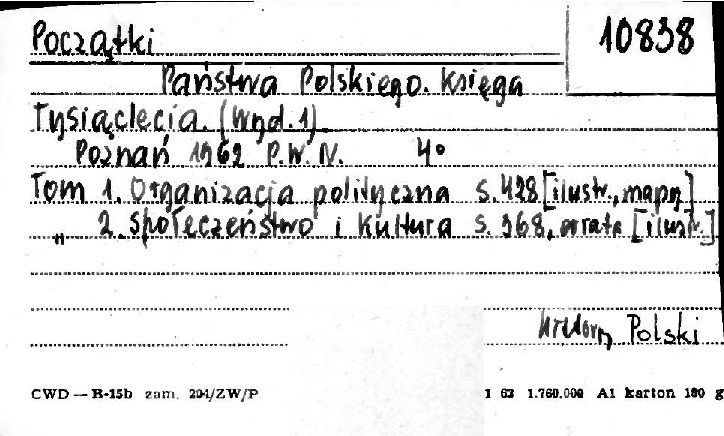 Początki
10838
Państwa Polskiego. Księga
Tysiąclecia. (Wyd. 1)
Poznań 1962 P.W.N. 4°
Tom 1. Organizacja polityczna s. 428 [ilustr., mapy]
„ 2. Społeczeństwo i Kultura s. 368, errata [ilustr.]
Polski
CWD — R-15b zam. 204/ZW/P
1 63 1.760.000 A1 karton 180 g